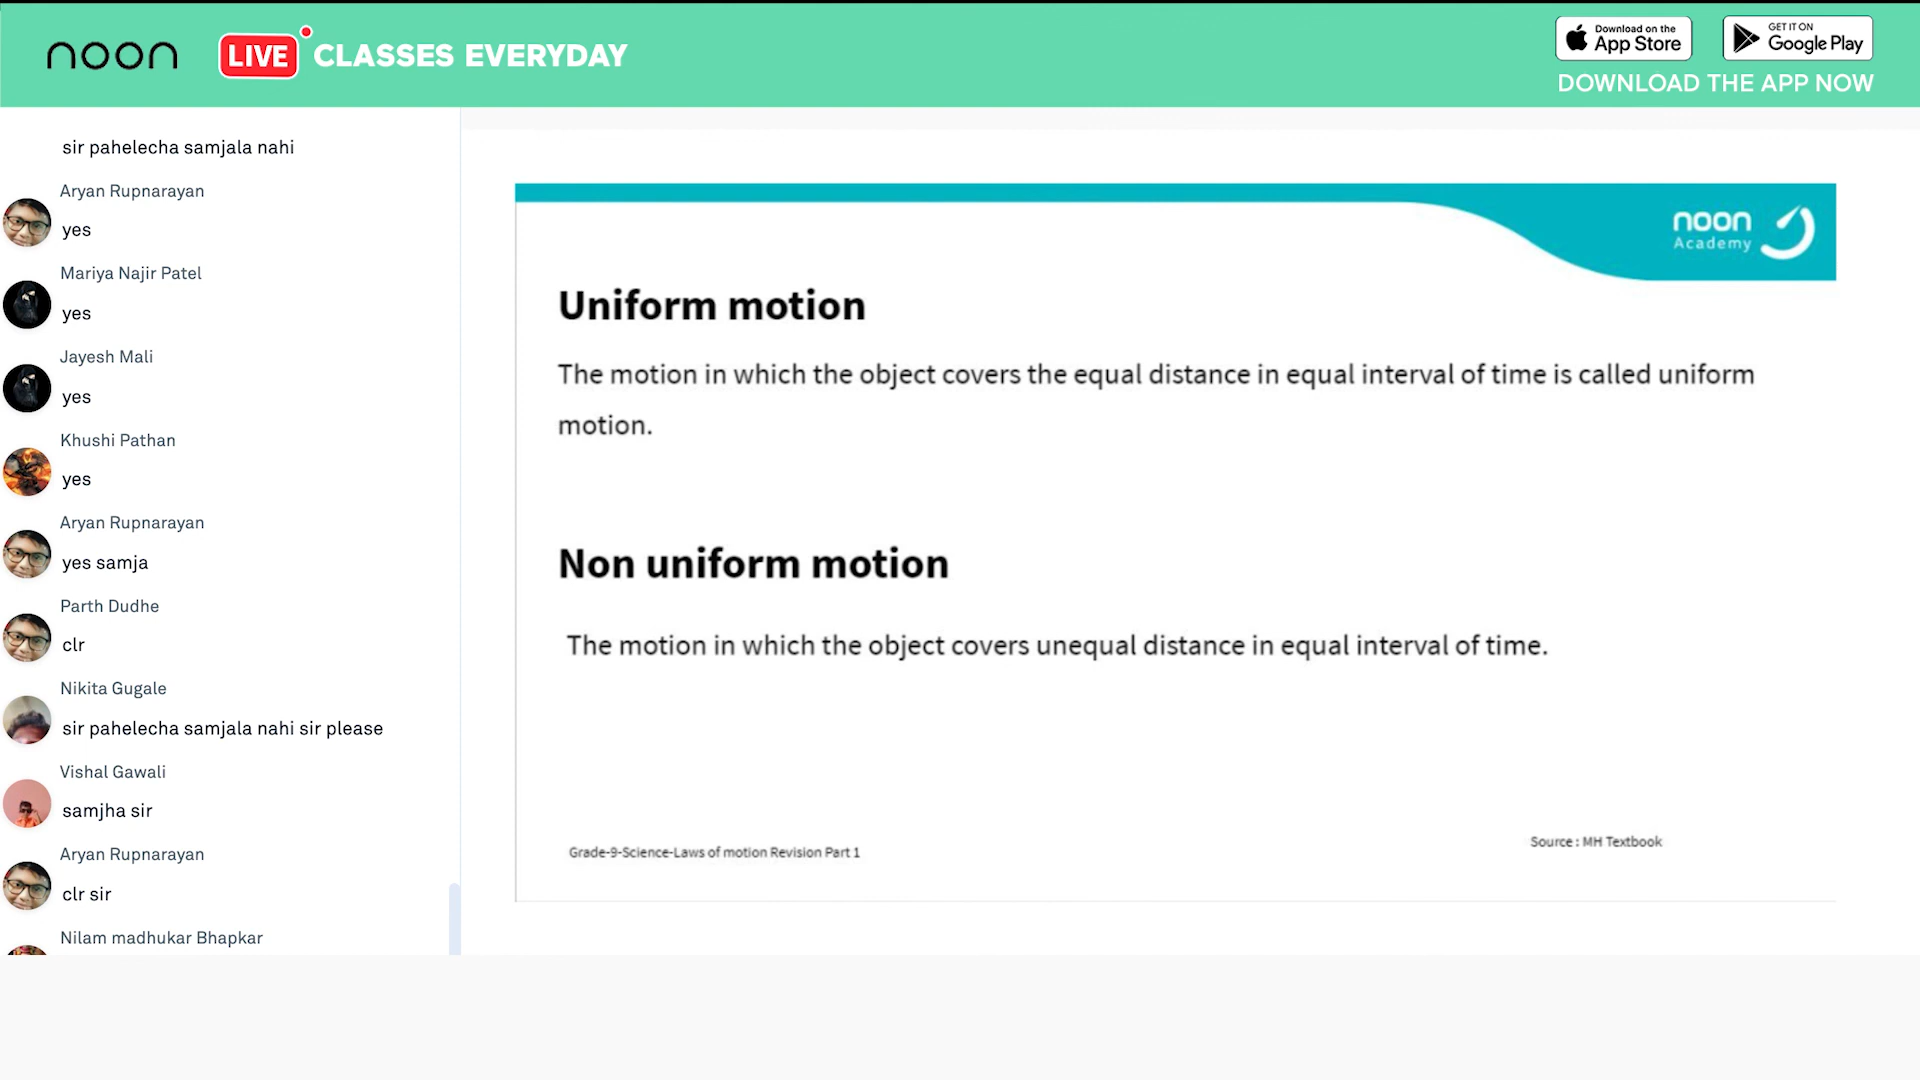 noon
LIVE CLASSES EVERYDAY
Download on the
App Store
GET IT ON
Google Play
DOWNLOAD THE APP NOW
sir pahelecha samjala nahi
Aryan Rupnarayan
yes
Mariya Najir Patel
yes
Jayesh Mali
yes
Khushi Pathan
yes
Aryan Rupnarayan
yes samja
Parth Dudhe
clr
Nikita Gugale
sir pahelecha samjala nahi sir please
Vishal Gawali
samjha sir
Aryan Rupnarayan
clr sir
Nilam madhukar Bhapkar
noon
Academy
Uniform motion
The motion in which the object covers the equal distance in equal interval of time is called uniform
motion.
Non uniform motion
The motion in which the object covers unequal distance in equal interval of time.
Grade-9-Science-Laws of motion Revision Part 1
Source : MH Textbook